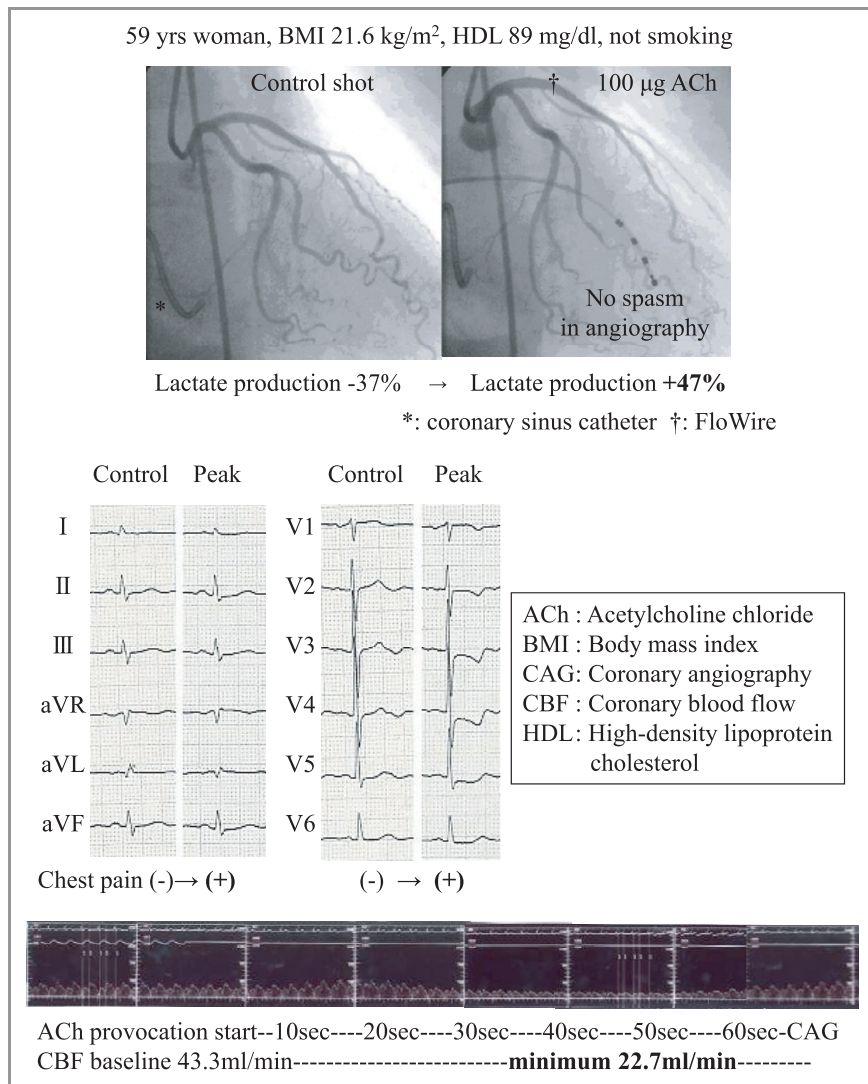 59 yrs woman, BMI 21.6 kg/m², HDL 89 mg/dl, not smoking
Control shot
† 100 μg ACh
*
No spasm
in angiography
Lactate production -37% → Lactate production +47%
*: coronary sinus catheter †: FloWire
Control Peak Control Peak
I
II
III
aVR
aVL
aVF
V1
V2
V3
V4
V5
V6
ACh : Acetylcholine chloride
BMI : Body mass index
CAG: Coronary angiography
CBF : Coronary blood flow
HDL : High-density lipoprotein
cholesterol
Chest pain (-)→ (+) (-) → (+)
ACh provocation start--10sec----20sec----30sec----40sec----50sec----60sec-CAG
CBF baseline 43.3ml/min------------------------minimum 22.7ml/min---------